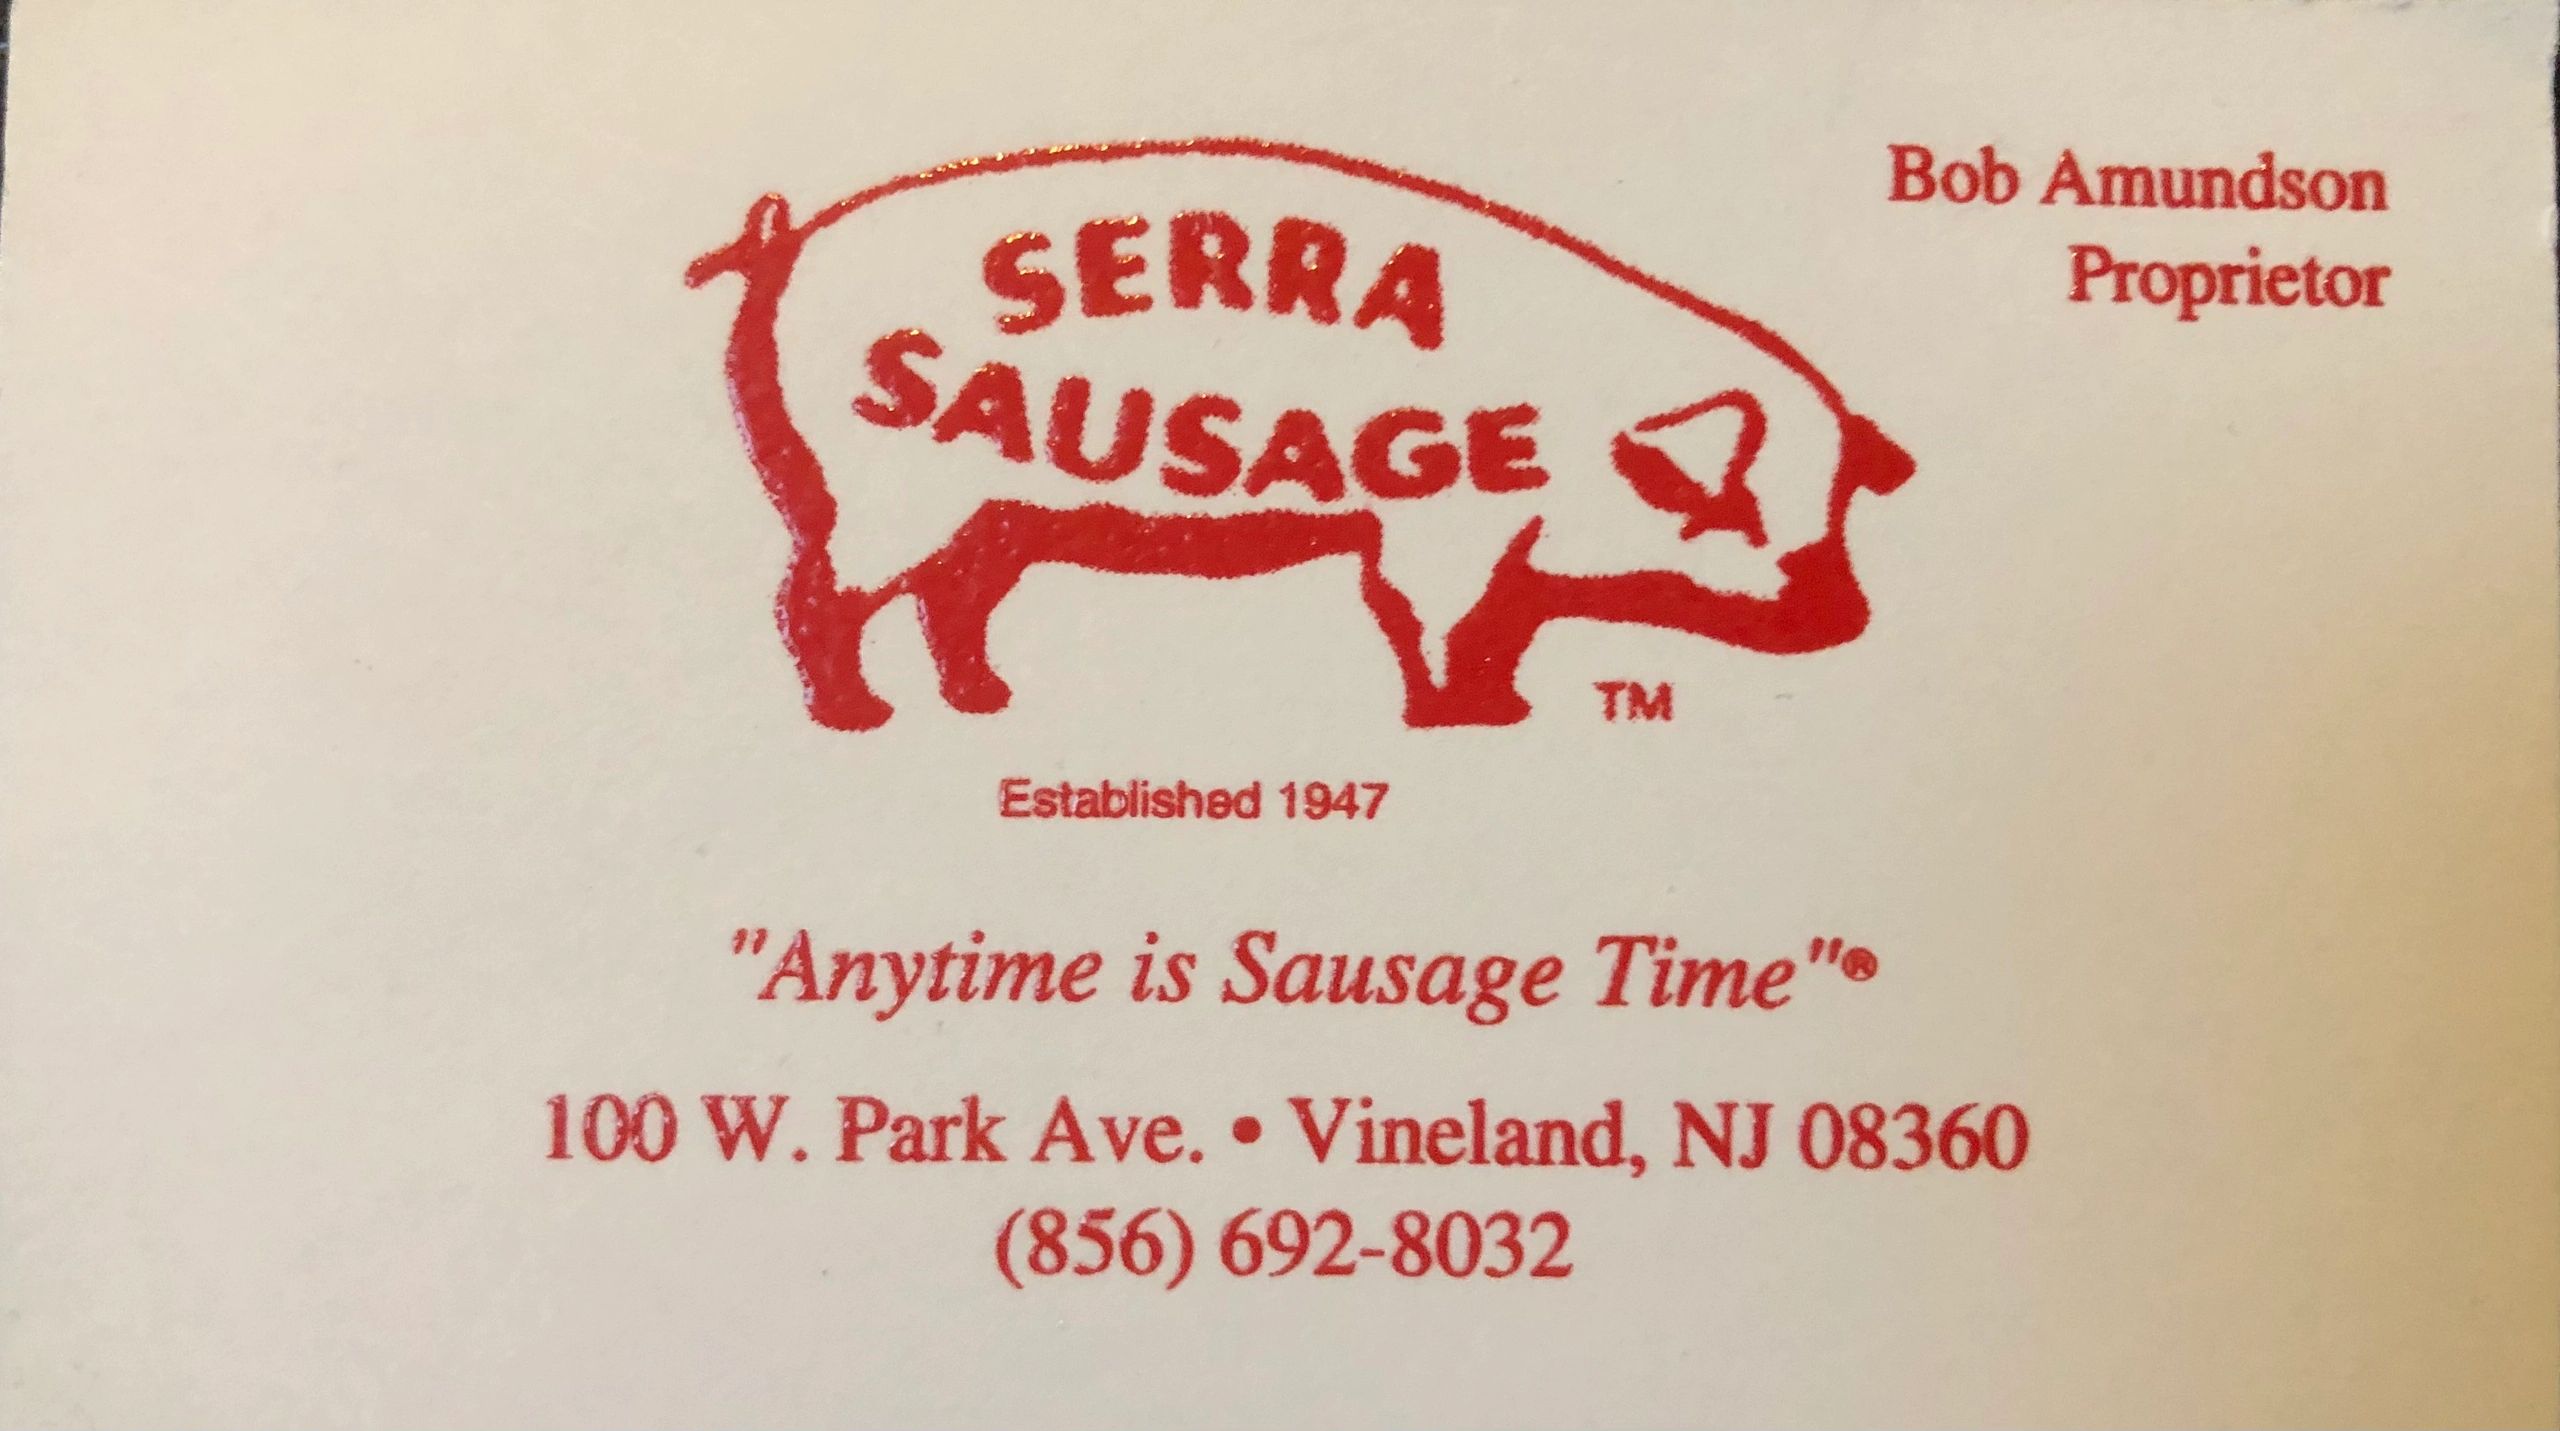 Bob Amundson
Proprietor
SERRA
SAUSAGE
TM
Established 1947
"Anytime is Sausage Time"®
100 W. Park Ave. • Vineland, NJ 08360
(856) 692-8032